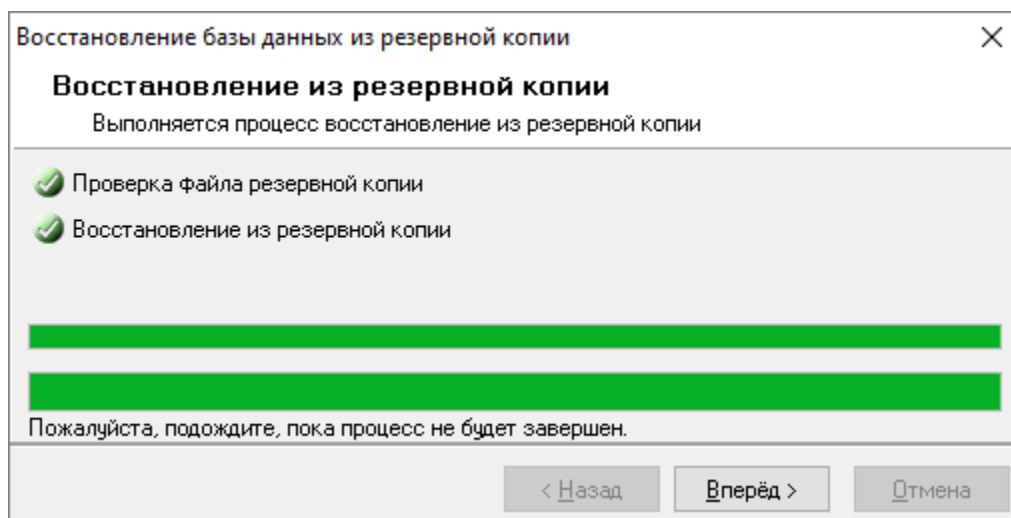 Восстановление базы данных из резервной копии
Восстановление из резервной копии
Выполняется процесс восстановление из резервной копии
Проверка файла резервной копии
Восстановление из резервной копии
Пожалуйста, подождите, пока процесс не будет завершен.
< Назад Вперёд > Отмена